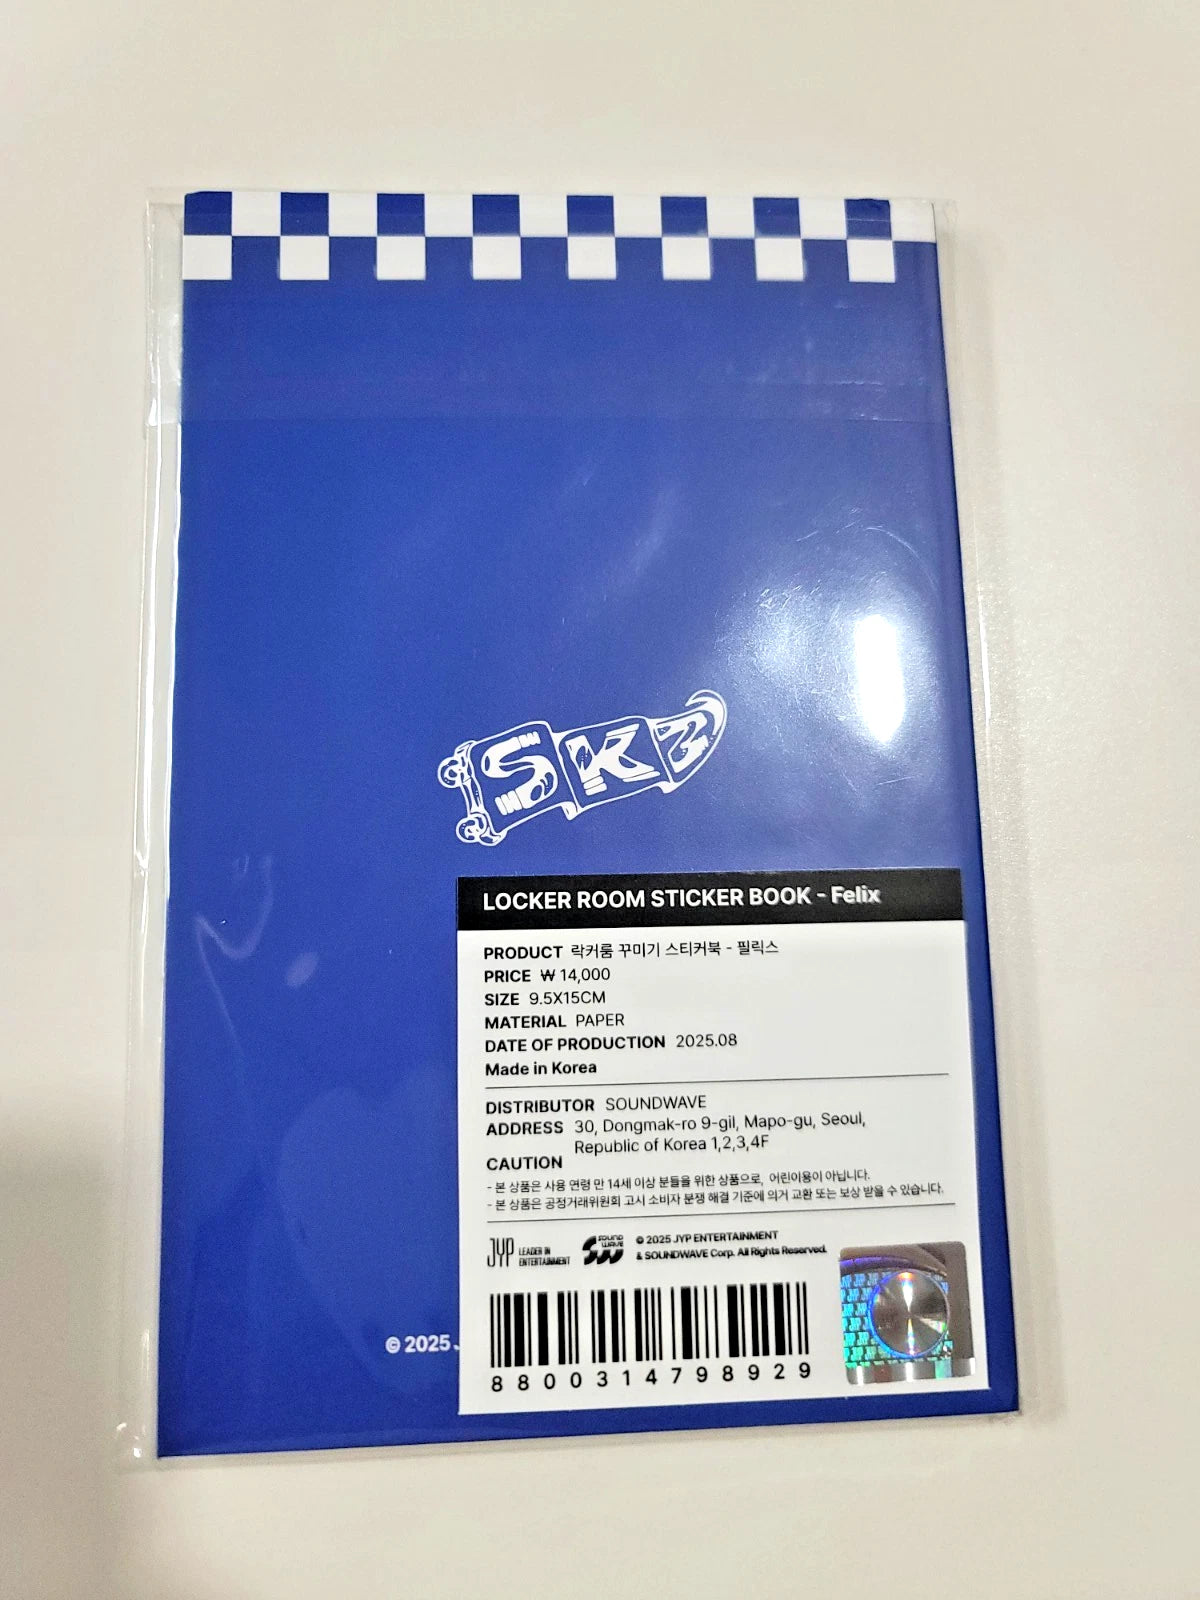 SKZ
LOCKER ROOM STICKER BOOK - Felix
PRODUCT 락커룸 꾸미기 스티커북 - 필릭스
PRICE ₩ 14,000
SIZE 9.5X15CM
MATERIAL PAPER
DATE OF PRODUCTION 2025.08
Made in Korea
DISTRIBUTOR SOUNDWAVE
ADDRESS 30, Dongmak-ro 9-gil, Mapo-gu, Seoul,
Republic of Korea 1,2,3,4F
CAUTION
- 본 상품은 사용 연령 만 14세 이상 분들을 위한 상품으로, 어린이용이 아닙니다.
- 본 상품은 공정거래위원회 고시 소비자 분쟁 해결 기준에 의거 교환 또는 보상 받을 수 있습니다.
JYP LEADER IN
ENTERTAINMENT
SOUND
WAVE
© 2025 JYP ENTERTAINMENT
& SOUNDWAVE Corp. All Rights Reserved.
© 2025
8800314798929